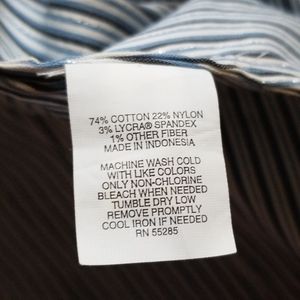 74% COTTON 22% NYLON
3% LYCRA® SPANDEX
1% OTHER FIBER
MADE IN INDONESIA
MACHINE WASH COLD
WITH LIKE COLORS
ONLY NON-CHLORINE
BLEACH WHEN NEEDED
TUMBLE DRY LOW
REMOVE PROMPTLY
COOL IRON IF NEEDED
RN 55285